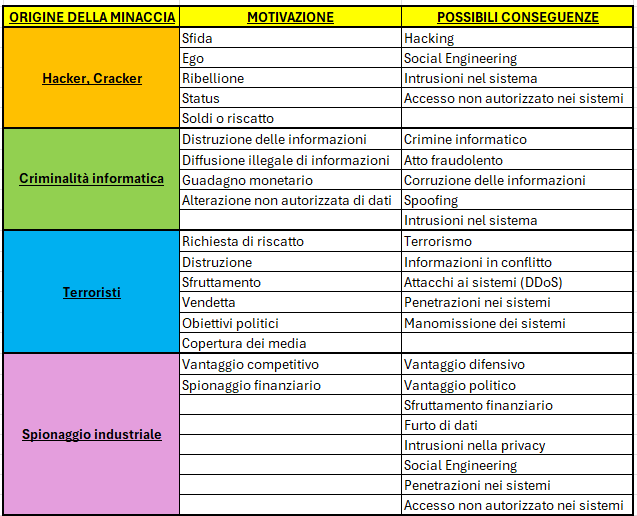 ORIGINE DELLA MINACCIA MOTIVAZIONE POSSIBILI CONSEGUENZE
Hacker, Cracker
Sfida Hacking
Ego Social Engineering
Ribellione Intrusioni nel sistema
Status Accesso non autorizzato nei sistemi
Soldi o riscatto
Criminalità informatica
Distruzione delle informazioni Crimine informatico
Diffusione illegale di informazioni Atto fraudolento
Guadagno monetario Corruzione delle informazioni
Alterazione non autorizzata di dati Spoofing
Intrusioni nel sistema
Terroristi
Richiesta di riscatto Terrorismo
Distruzione Informazioni in conflitto
Sfruttamento Attacchi ai sistemi (DDoS)
Vendetta Penetrazioni nei sistemi
Obiettivi politici Manomissione dei sistemi
Copertura dei media
Spionaggio industriale
Vantaggio competitivo Vantaggio difensivo
Spionaggio finanziario Vantaggio politico
Sfruttamento finanziario
Furto di dati
Intrusioni nella privacy
Social Engineering
Penetrazioni nei sistemi
Accesso non autorizzato nei sistemi